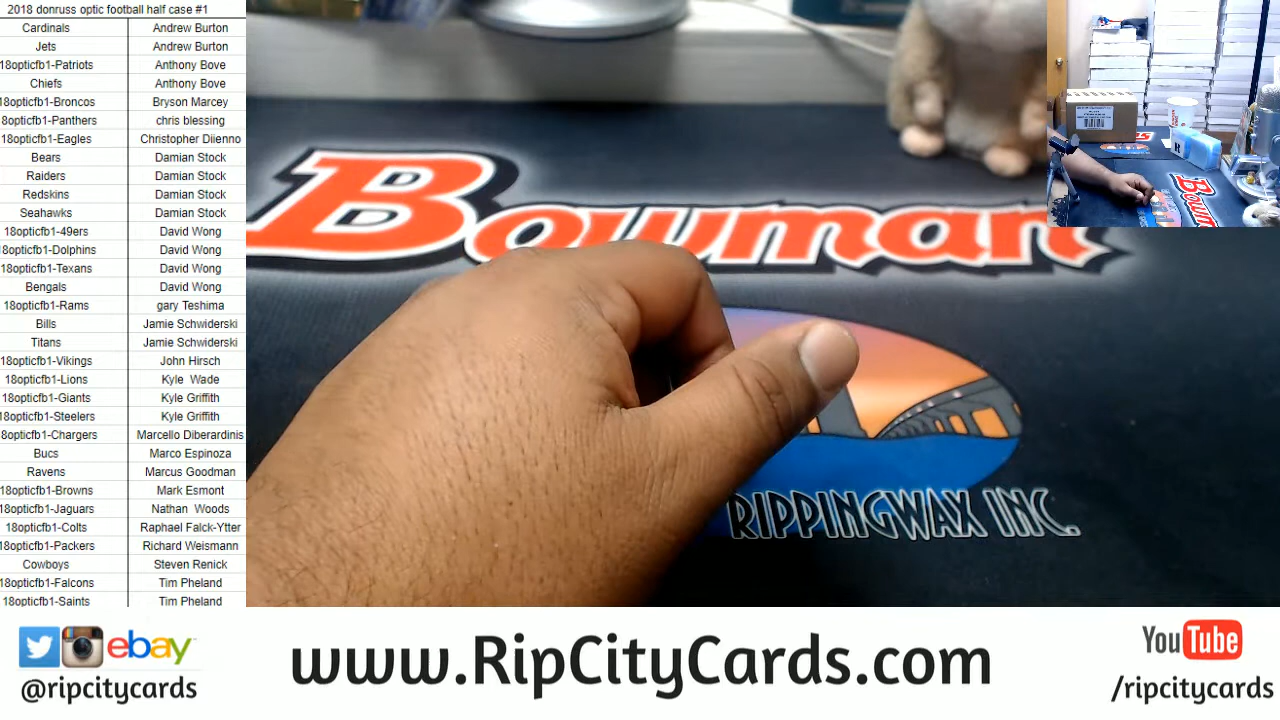 2018 donruss optic football half case #1
Cardinals Andrew Burton
Jets Andrew Burton
18opticfb1-Patriots Anthony Bove
Chiefs Anthony Bove
18opticfb1-Broncos Bryson Marcey
8opticfb1-Panthers chris blessing
18opticfb1-Eagles Christopher Diienno
Bears Damian Stock
Raiders Damian Stock
Redskins Damian Stock
Seahawks Damian Stock
18opticfb1-49ers David Wong
18opticfb1-Dolphins David Wong
18opticfb1-Texans David Wong
Bengals David Wong
18opticfb1-Rams gary Teshima
Bills Jamie Schwiderski
Titans Jamie Schwiderski
18opticfb1-Vikings John Hirsch
18opticfb1-Lions Kyle Wade
18opticfb1-Giants Kyle Griffith
18opticfb1-Steelers Kyle Griffith
8opticfb1-Chargers Marcello Diberardinis
Bucs Marco Espinoza
Ravens Marcus Goodman
18opticfb1-Browns Mark Esmont
18opticfb1-Jaguars Nathan Woods
18opticfb1-Colts Raphael Falck-Ytter
18opticfb1-Packers Richard Weismann
Cowboys Steven Renick
18opticfb1-Falcons Tim Pheland
18opticfb1-Saints Tim Pheland
Bowman
RIPPINGWAX INC.
ebay
@ripcitycards
www.RipCityCards.com
YouTube
/ripcitycards